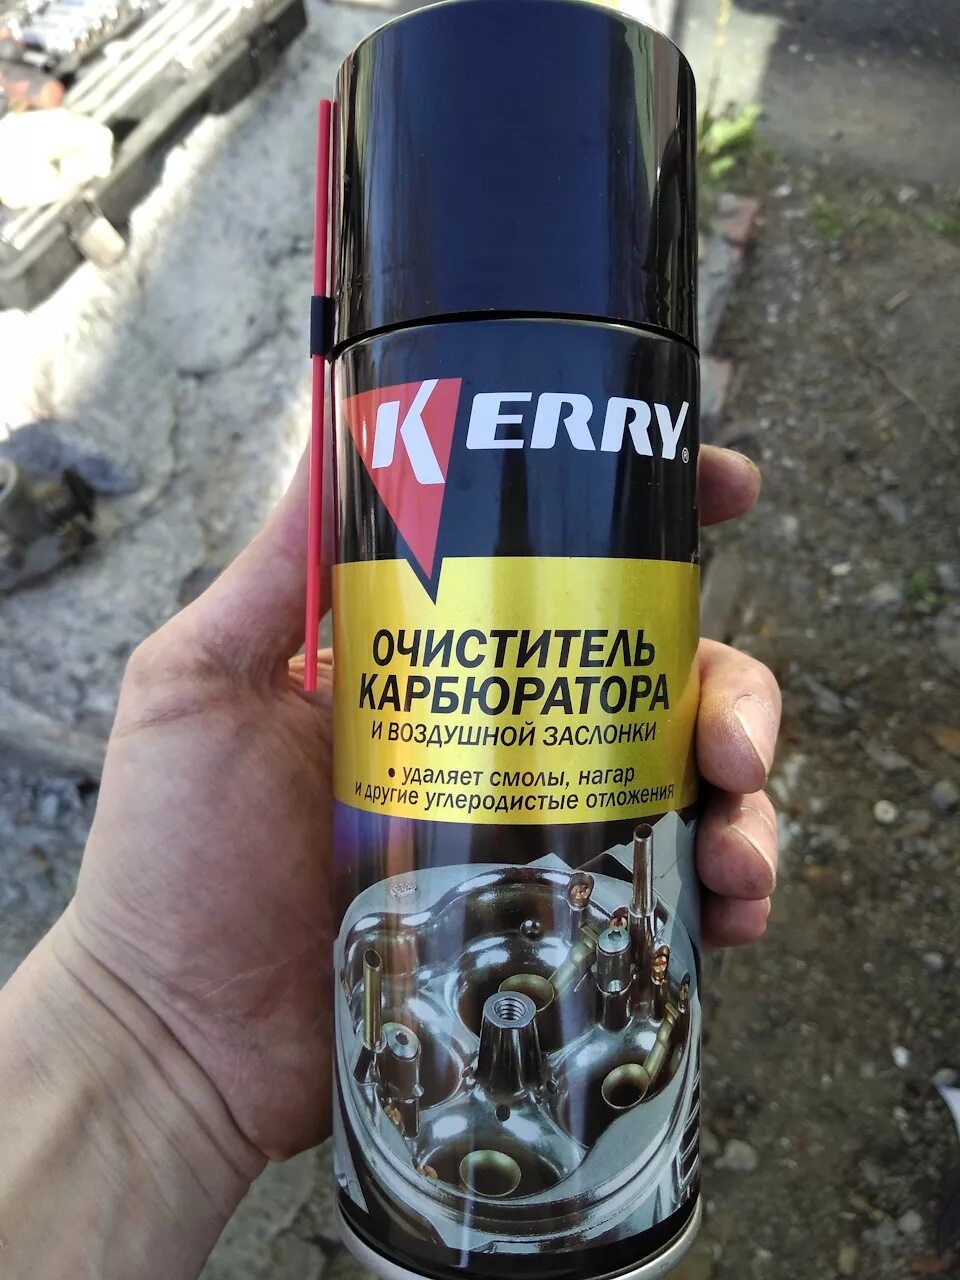 KERRY®
ОЧИСТИТЕЛЬ
КАРБЮРАТОРА
И ВОЗДУШНОЙ ЗАСЛОНКИ
• удаляет смолы, нагар
и другие углеродистые отложения